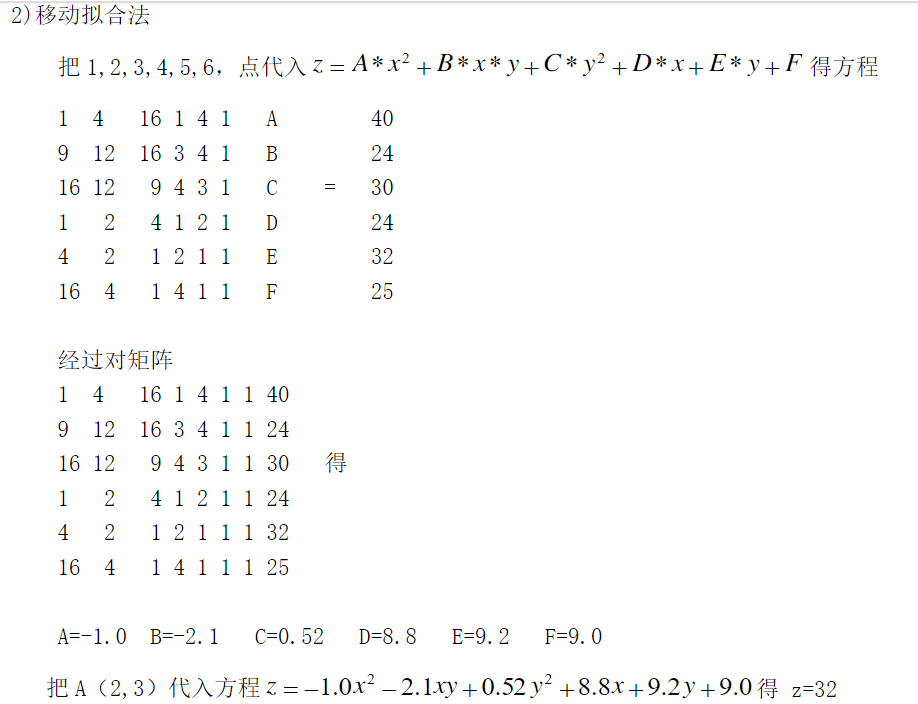 2)移动拟合法
把 1,2,3,4,5,6，点代入 z = A*x² + B*x*y + C*y² + D*x + E*y + F 得方程
1 4 16 1 4 1 A 40
9 12 16 3 4 1 B 24
16 12 9 4 3 1 C = 30
1 2 4 1 2 1 D 24
4 2 1 2 1 1 E 32
16 4 1 4 1 1 F 25
经过对矩阵
1 4 16 1 4 1 1 40
9 12 16 3 4 1 1 24
16 12 9 4 3 1 1 30 得
1 2 4 1 2 1 1 24
4 2 1 2 1 1 1 32
16 4 1 4 1 1 1 25
A=-1.0 B=-2.1 C=0.52 D=8.8 E=9.2 F=9.0
把 A（2,3）代入方程 z = −1.0x² − 2.1xy + 0.52y² + 8.8x + 9.2y + 9.0 得 z=32